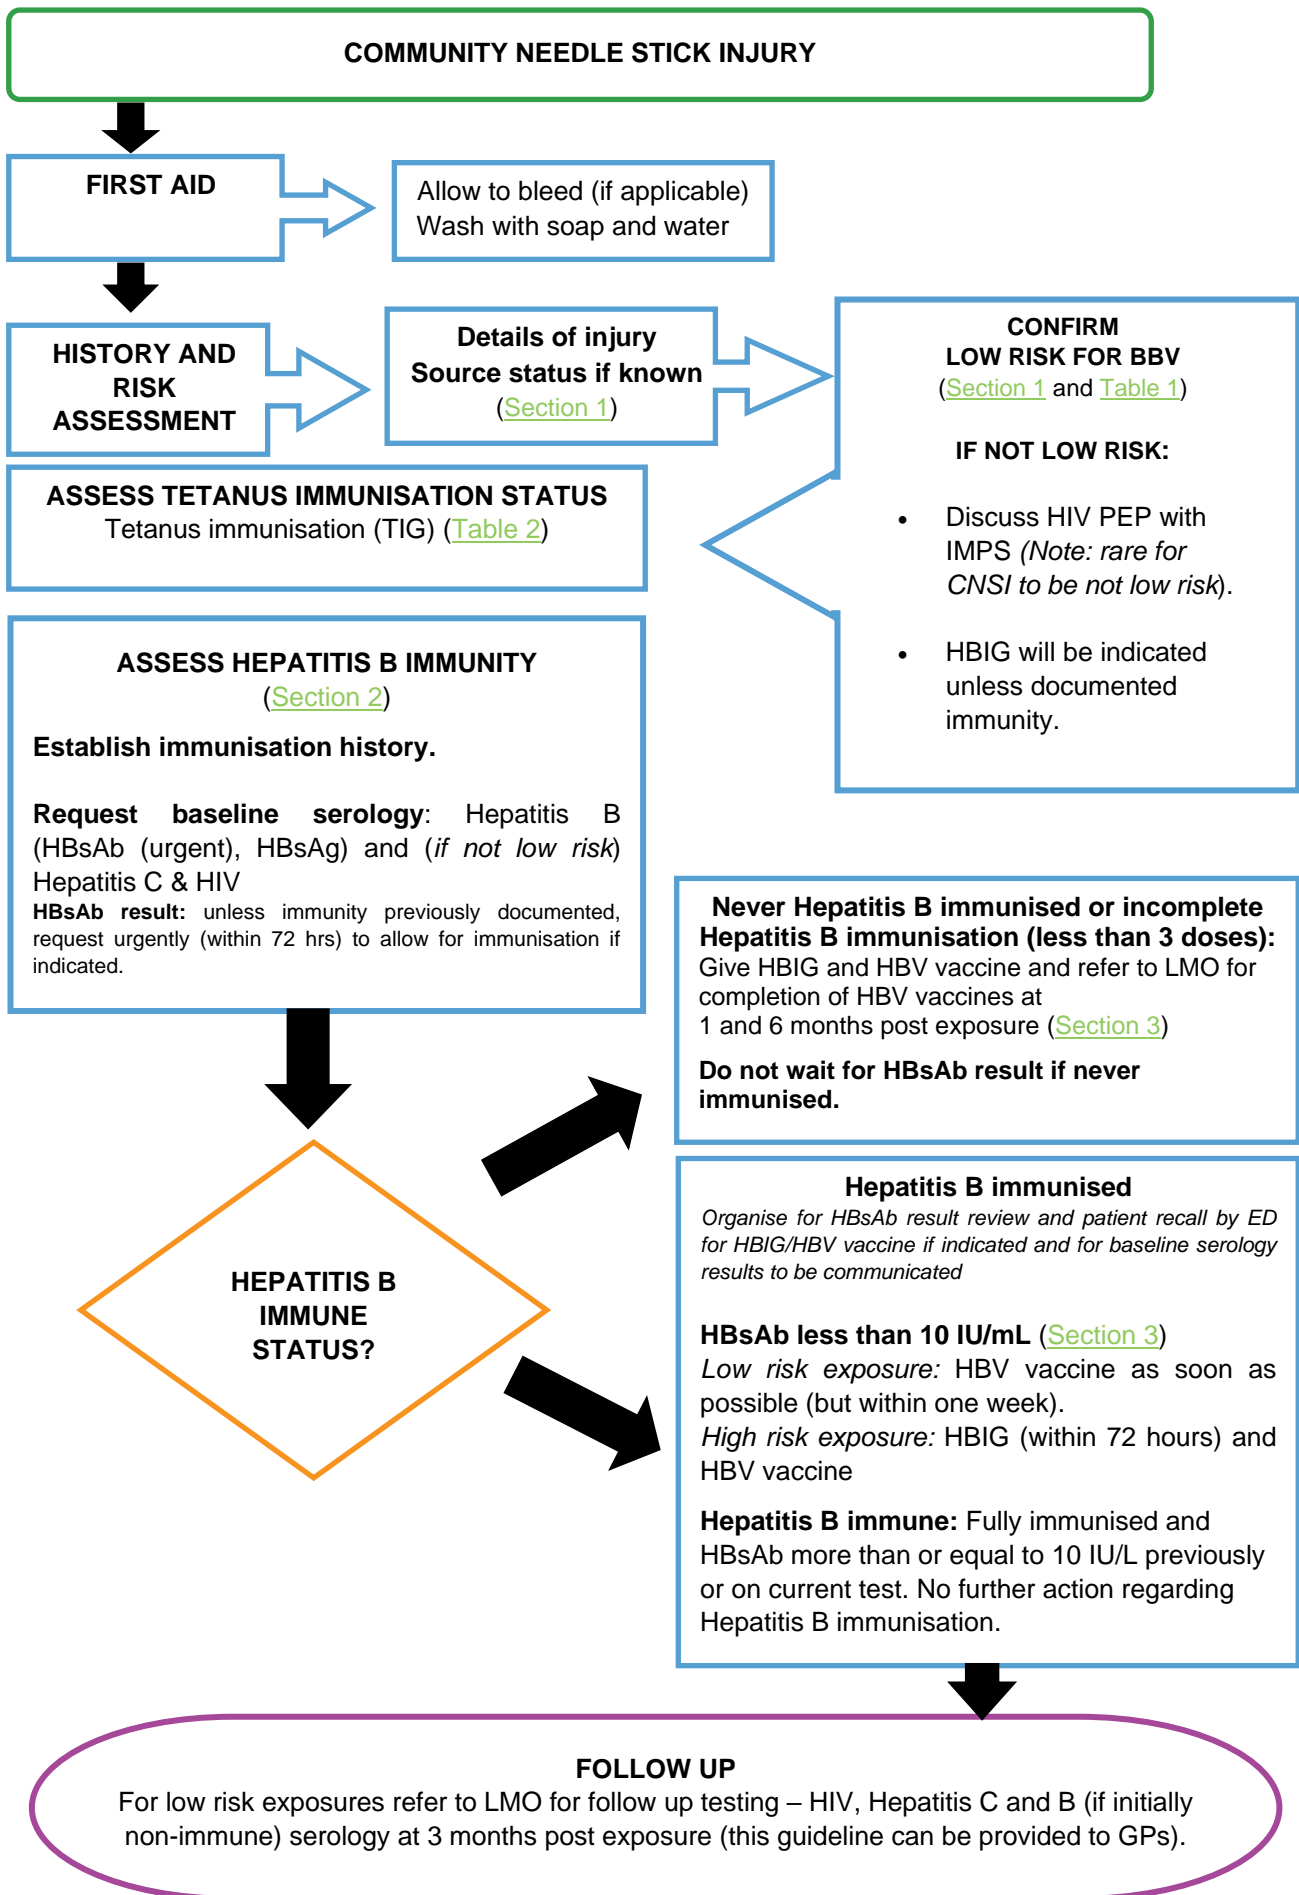 COMMUNITY NEEDLE STICK INJURY
FIRST AID
Allow to bleed (if applicable)
Wash with soap and water
HISTORY AND
RISK
ASSESSMENT
Details of injury
Source status if known
(Section 1)
CONFIRM
LOW RISK FOR BBV
(Section 1 and Table 1)
IF NOT LOW RISK:
• Discuss HIV PEP with
IMPS (Note: rare for
CNSI to be not low risk).
• HBIG will be indicated
unless documented
immunity.
ASSESS TETANUS IMMUNISATION STATUS
Tetanus immunisation (TIG) (Table 2)
ASSESS HEPATITIS B IMMUNITY
(Section 2)
Establish immunisation history.
Request baseline serology: Hepatitis B
(HBsAb (urgent), HBsAg) and (if not low risk)
Hepatitis C & HIV
HBsAb result: unless immunity previously documented,
request urgently (within 72 hrs) to allow for immunisation if
indicated.
HEPATITIS B
IMMUNE
STATUS?
Never Hepatitis B immunised or incomplete
Hepatitis B immunisation (less than 3 doses):
Give HBIG and HBV vaccine and refer to LMO for
completion of HBV vaccines at
1 and 6 months post exposure (Section 3)
Do not wait for HBsAb result if never
immunised.
Hepatitis B immunised
Organise for HBsAb result review and patient recall by ED
for HBIG/HBV vaccine if indicated and for baseline serology
results to be communicated
HBsAb less than 10 IU/mL (Section 3)
Low risk exposure: HBV vaccine as soon as
possible (but within one week).
High risk exposure: HBIG (within 72 hours) and
HBV vaccine
Hepatitis B immune: Fully immunised and
HBsAb more than or equal to 10 IU/L previously
or on current test. No further action regarding
Hepatitis B immunisation.
FOLLOW UP
For low risk exposures refer to LMO for follow up testing – HIV, Hepatitis C and B (if initially
non-immune) serology at 3 months post exposure (this guideline can be provided to GPs).